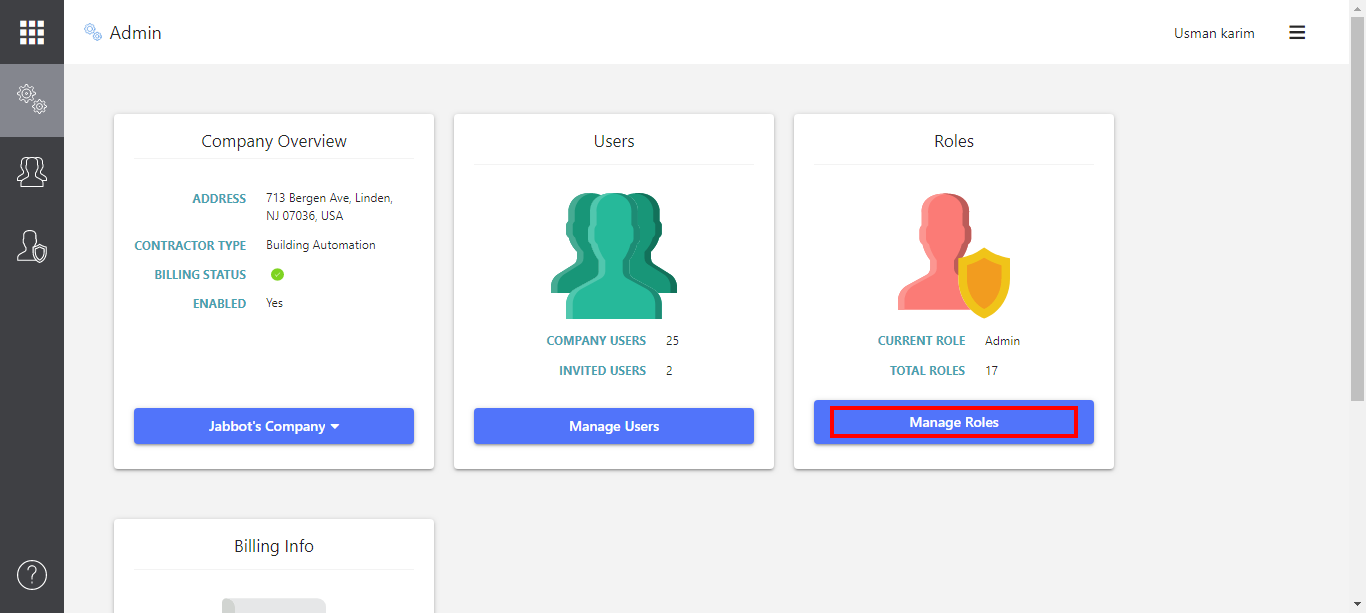 Admin
Usman karim
Company Overview
ADDRESS 713 Bergen Ave, Linden,
NJ 07036, USA
CONTRACTOR TYPE Building Automation
BILLING STATUS
ENABLED Yes
Jabbot's Company
Users
COMPANY USERS 25
INVITED USERS 2
Manage Users
Roles
CURRENT ROLE Admin
TOTAL ROLES 17
Manage Roles
Billing Info
?